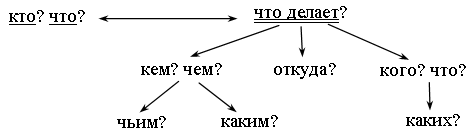 кто? что? что делает?
кем? чем? откуда? кого? что?
чьим? каким? каких?